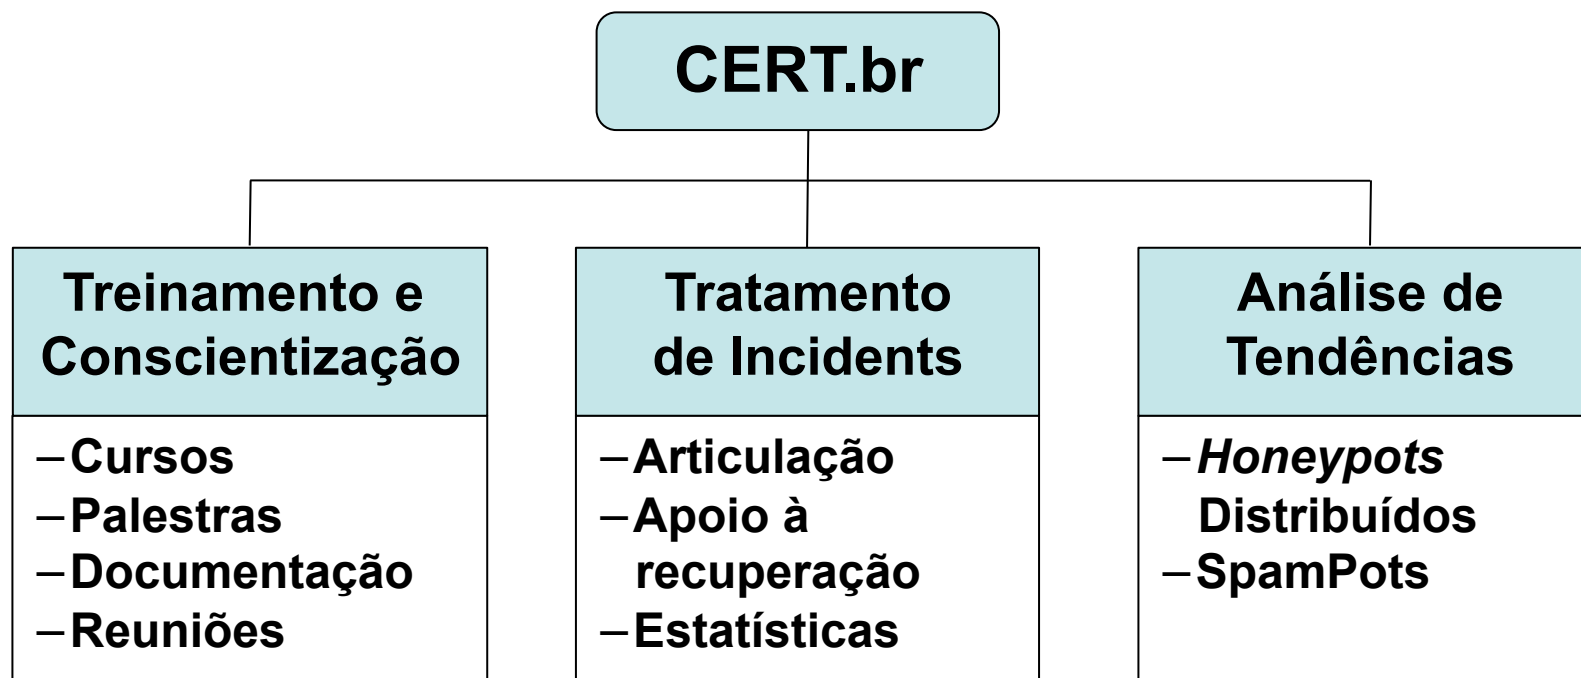 CERT.br
Treinamento e
Conscientização
– Cursos
– Palestras
– Documentação
– Reuniões
Tratamento
de Incidents
– Articulação
– Apoio à
recuperação
– Estatísticas
Análise de
Tendências
– Honeypots
Distribuídos
– SpamPots